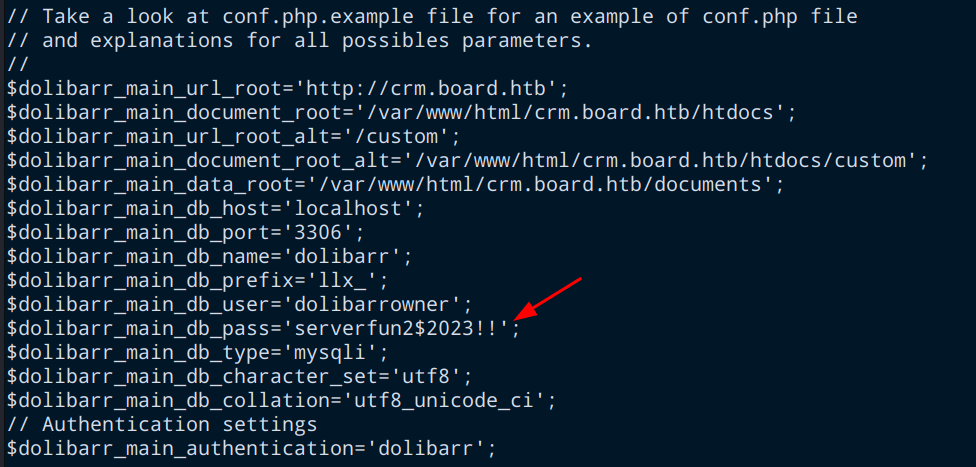 // Take a look at conf.php.example file for an example of conf.php file
// and explanations for all possibles parameters.
//
$dolibarr_main_url_root='http://crm.board.htb';
$dolibarr_main_document_root='/var/www/html/crm.board.htb/htdocs';
$dolibarr_main_url_root_alt='/custom';
$dolibarr_main_document_root_alt='/var/www/html/crm.board.htb/htdocs/custom';
$dolibarr_main_data_root='/var/www/html/crm.board.htb/documents';
$dolibarr_main_db_host='localhost';
$dolibarr_main_db_port='3306';
$dolibarr_main_db_name='dolibarr';
$dolibarr_main_db_prefix='llx_';
$dolibarr_main_db_user='dolibarrowner';
$dolibarr_main_db_pass='serverfun2$2023!!';
$dolibarr_main_db_type='mysqli';
$dolibarr_main_db_character_set='utf8';
$dolibarr_main_db_collation='utf8_unicode_ci';
// Authentication settings
$dolibarr_main_authentication='dolibarr';